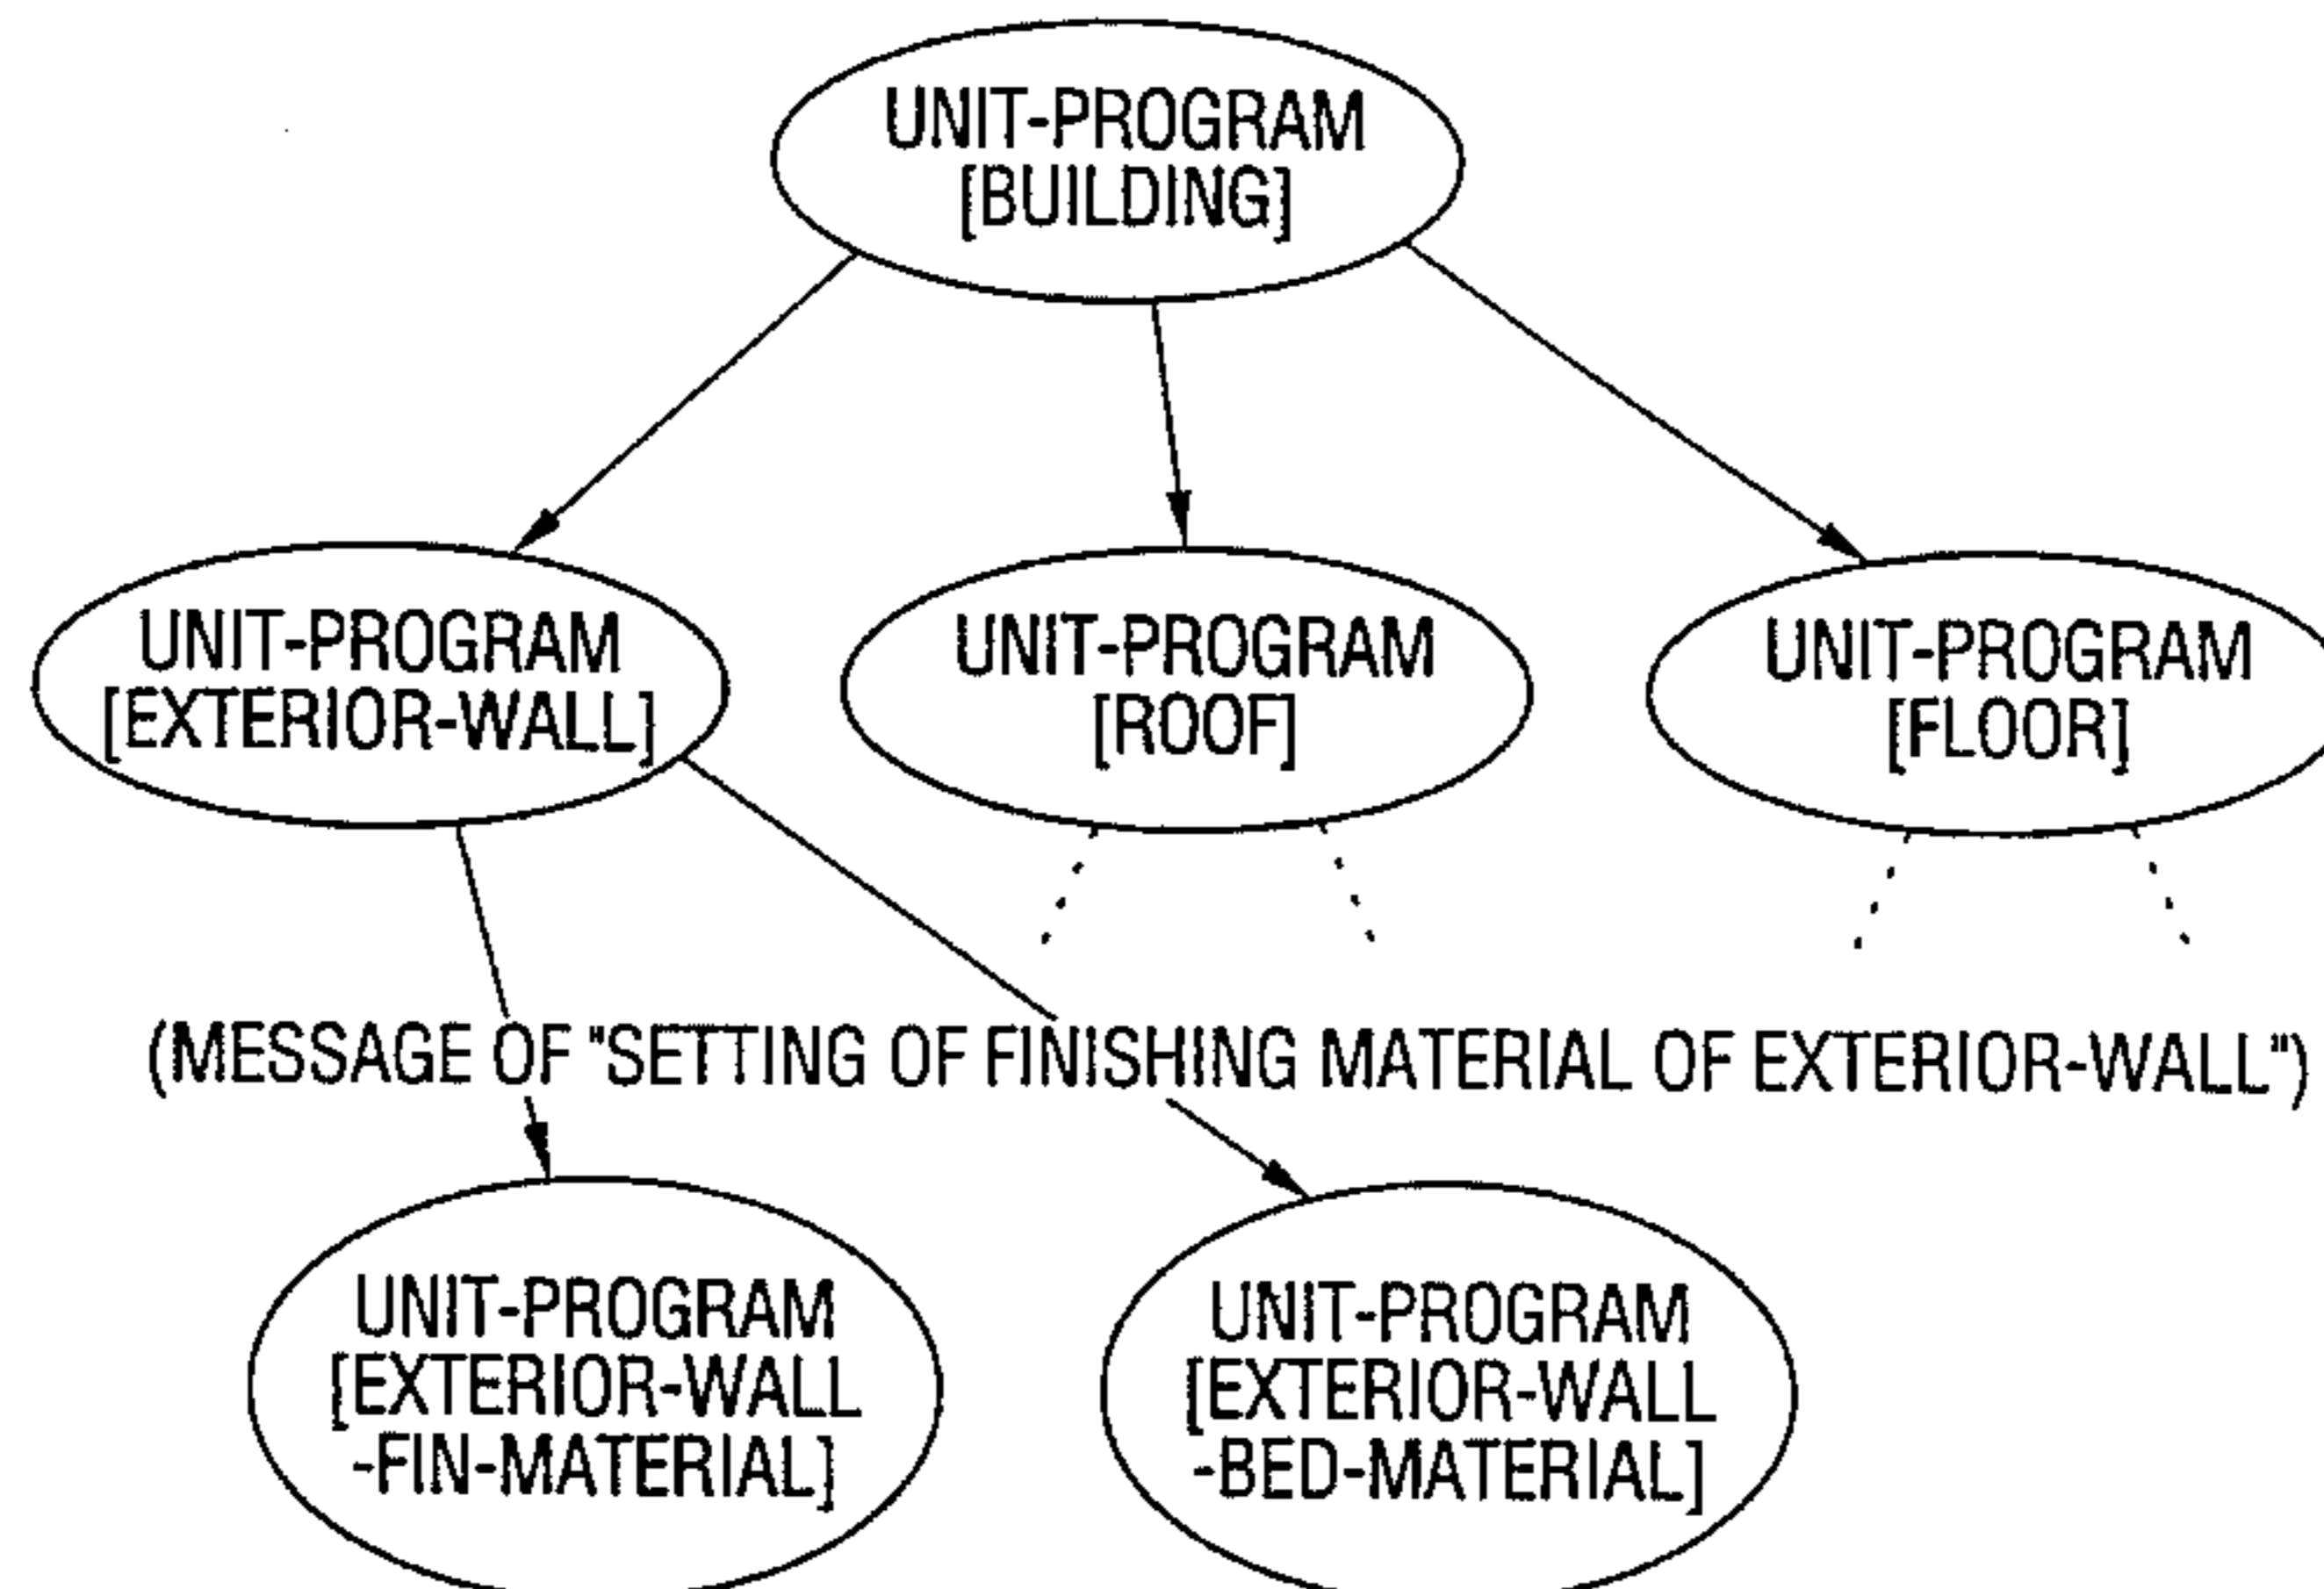 UNIT-PROGRAM
[BUILDING]
UNIT-PROGRAM
[EXTERIOR-WALL]
UNIT-PROGRAM
[ROOF]
UNIT-PROGRAM
[FLOOR]
(MESSAGE OF "SETTING OF FINISHING MATERIAL OF EXTERIOR-WALL")
UNIT-PROGRAM
[EXTERIOR-WALL
-FIN-MATERIAL]
UNIT-PROGRAM
[EXTERIOR-WALL
-BED-MATERIAL]